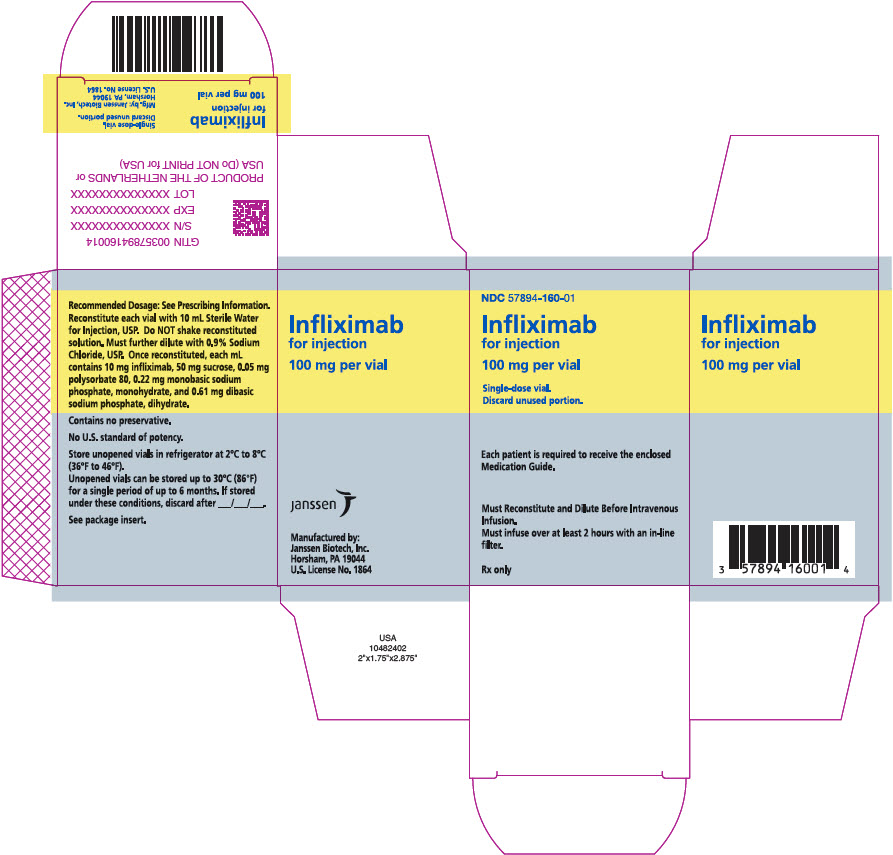 Infliximab
for injection
100 mg per vial
Single-dose vial.
Discard unused portion.
Mfg. by: Janssen Biotech, Inc.
Horsham, PA 19044
U.S. License No. 1864
GTIN 00357894160014
S/N XXXXXXXXXXXXXXX
EXP XXXXXXXXXXXXXXX
LOT XXXXXXXXXXXXXXX
PRODUCT OF THE NETHERLANDS or
USA (Do NOT PRINT for USA)
Recommended Dosage: See Prescribing Information.
Reconstitute each vial with 10 mL Sterile Water
for Injection, USP. Do NOT shake reconstituted
solution. Must further dilute with 0.9% Sodium
Chloride, USP. Once reconstituted, each mL
contains 10 mg infliximab, 50 mg sucrose, 0.05 mg
polysorbate 80, 0.22 mg monobasic sodium
phosphate, monohydrate, and 0.61 mg dibasic
sodium phosphate, dihydrate.
Contains no preservative.
No U.S. standard of potency.
Store unopened vials in refrigerator at 2°C to 8°C
(36°F to 46°F).
Unopened vials can be stored up to 30°C (86°F)
for a single period of up to 6 months. If stored
under these conditions, discard after __/__/__.
See package insert.
Infliximab
for injection
100 mg per vial
janssen
Manufactured by:
Janssen Biotech, Inc.
Horsham, PA 19044
U.S. License No. 1864
USA
10482402
2"x1.75"x2.875"
NDC 57894-160-01
Infliximab
for injection
100 mg per vial
Single-dose vial.
Discard unused portion.
Each patient is required to receive the enclosed
Medication Guide.
Must Reconstitute and Dilute Before Intravenous
Infusion.
Must infuse over at least 2 hours with an in-line
filter.
Rx only
Infliximab
for injection
100 mg per vial
3 57894 16001 4